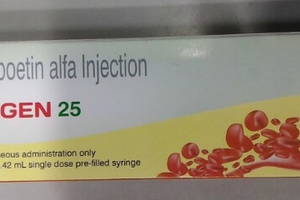 poetin alfa Injection
GEN 25
eous administration only
.42 mL single dose pre-filled syringe